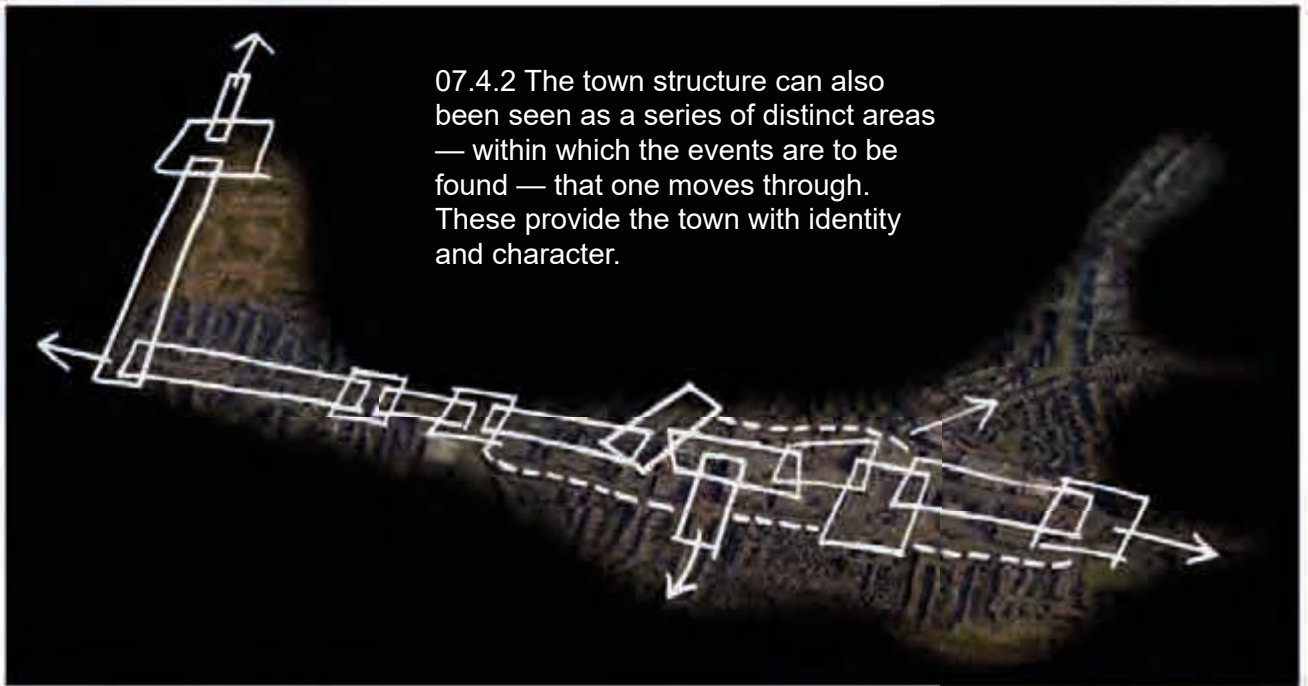 07.4.2 The town structure can also
been seen as a series of distinct areas
— within which the events are to be
found — that one moves through.
These provide the town with identity
and character.